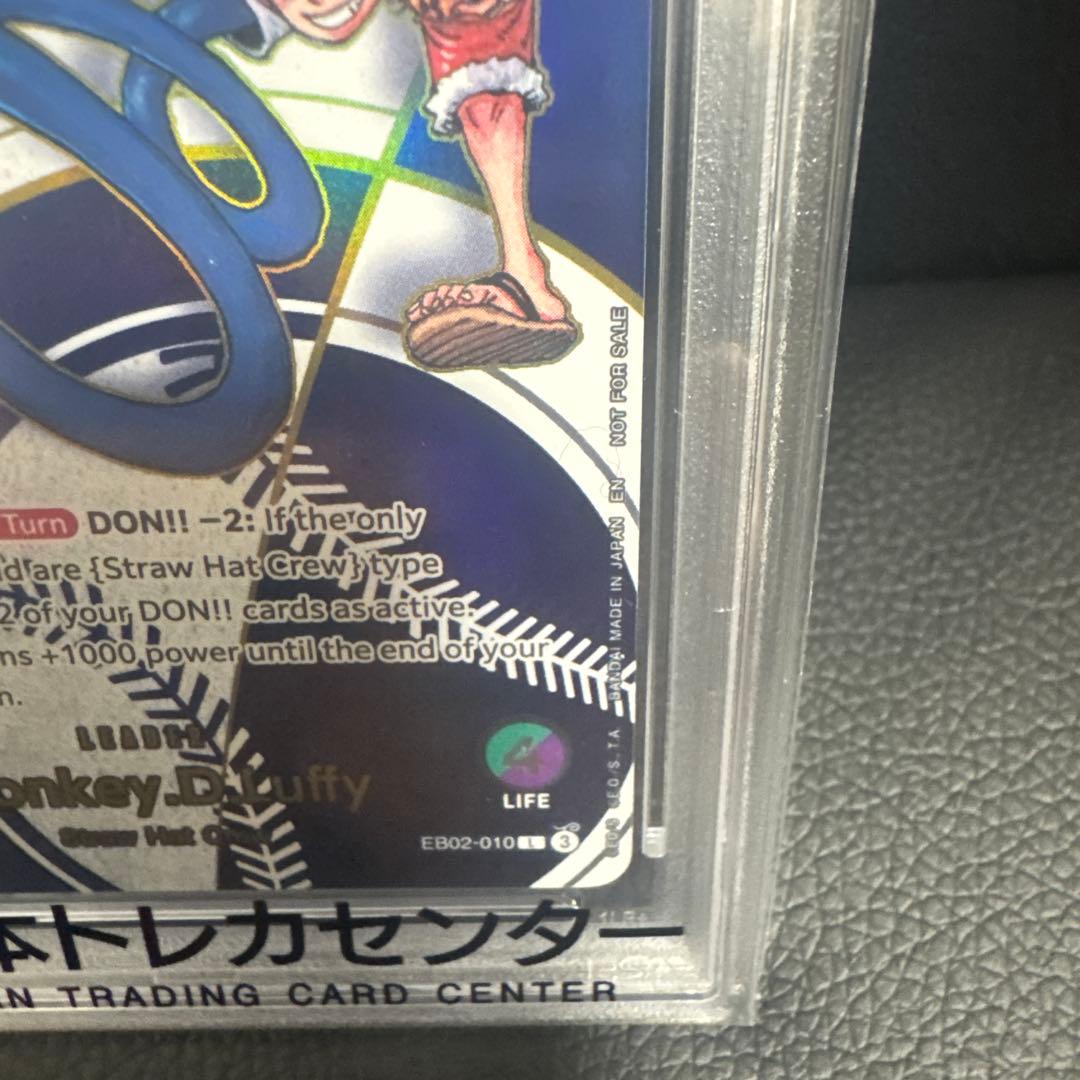 Turn DON!! −2: If the only
d are {Straw Hat Crew} type
2 of your DON!! cards as active.
ns +1000 power until the end of your
n.
LEADER
onkey.D.Luffy
Straw Hat
4
LIFE
EB02-010 L 3
BANDAI MADE IN JAPAN EN NOT FOR SALE
本トレカセンター
AN TRADING CARD CENTER